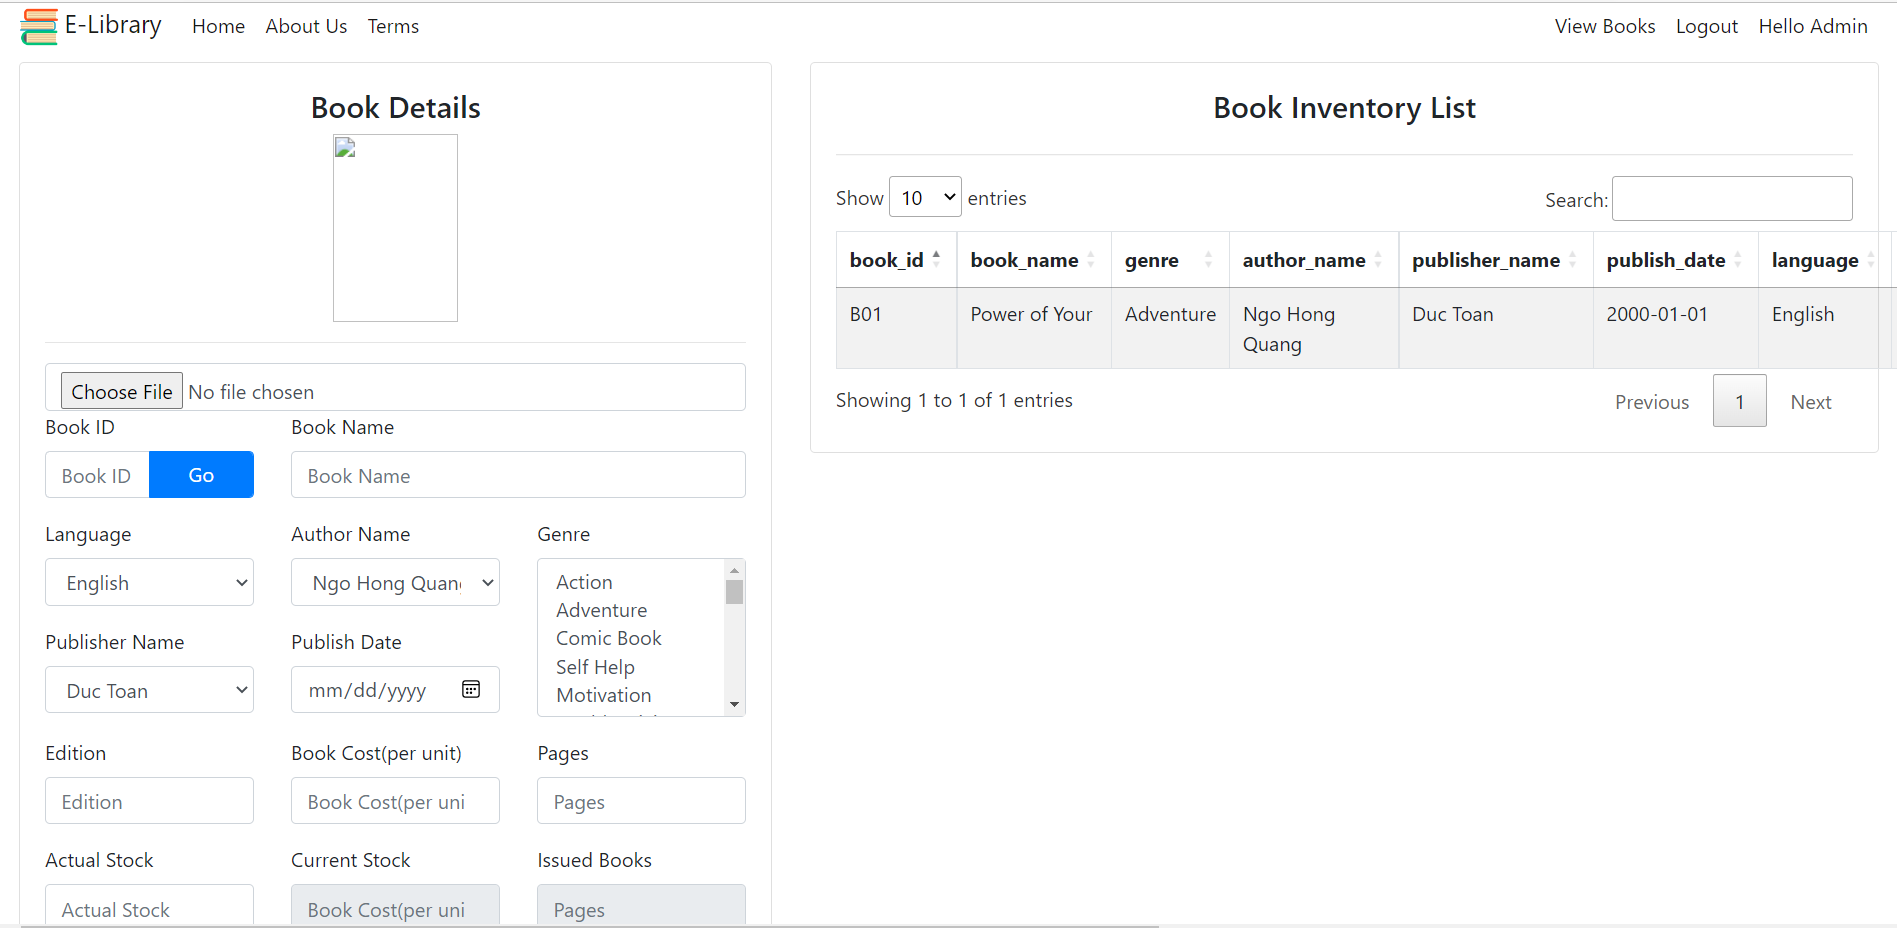 E-Library Home About Us Terms View Books Logout Hello Admin
Book Details
Choose File No file chosen
Book ID Book Name
Book ID Go Book Name
Language Author Name Genre
English Ngo Hong Quan
Action
Adventure
Comic Book
Self Help
Motivation
Publisher Name Publish Date
Duc Toan mm/dd/yyyy
Edition Book Cost(per unit) Pages
Edition Book Cost(per uni Pages
Actual Stock Current Stock Issued Books
Actual Stock Book Cost(per uni Pages
Book Inventory List
Show 10 entries Search:
book_id book_name genre author_name publisher_name publish_date language
B01 Power of Your Adventure Ngo Hong Duc Toan 2000-01-01 English
Quang
Showing 1 to 1 of 1 entries Previous 1 Next